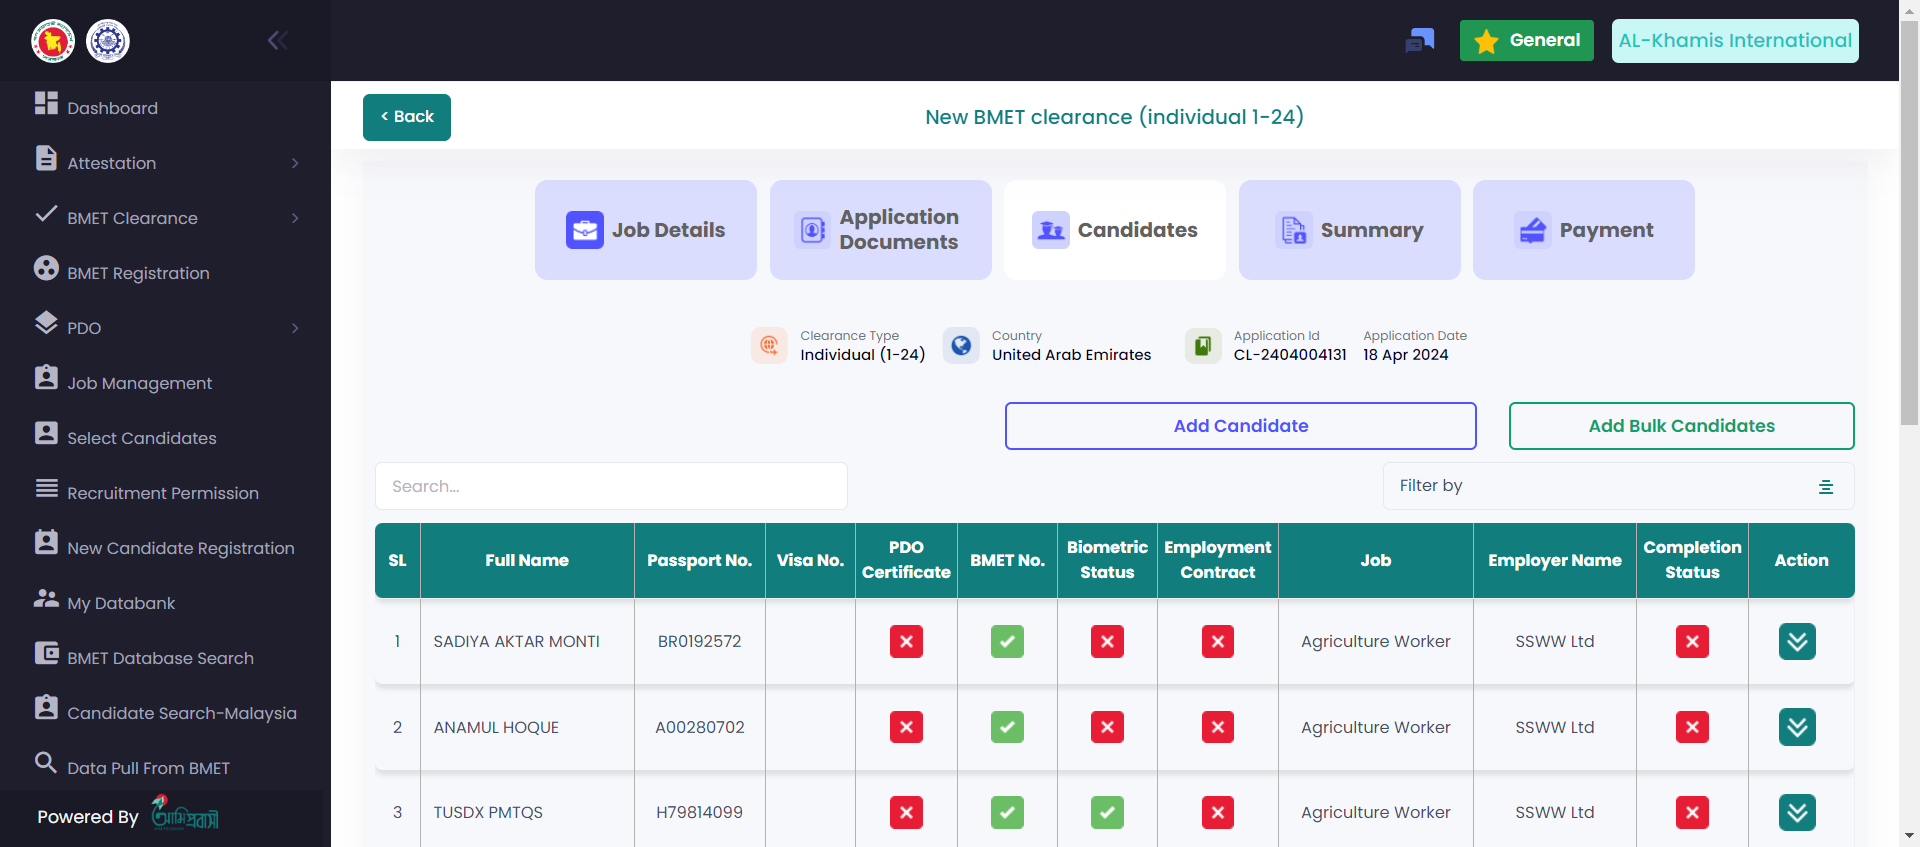 General
AL-Khamis International
Dashboard
Attestation
BMET Clearance
BMET Registration
PDO
Job Management
Select Candidates
Recruitment Permission
New Candidate Registration
My Databank
BMET Database Search
Candidate Search-Malaysia
Data Pull From BMET
Powered By আমি প্রবাসী
< Back
New BMET clearance (individual 1-24)
Job Details
Application
Documents
Candidates
Summary
Payment
Clearance Type
Individual (1-24)
Country
United Arab Emirates
Application Id
CL-2404004131
Application Date
18 Apr 2024
Add Candidate
Add Bulk Candidates
Search...
Filter by
SL Full Name Passport No. Visa No. PDO Certificate BMET No. Biometric Status Employment Contract Job Employer Name Completion Status Action
1 SADIYA AKTAR MONTI BR0192572 Agriculture Worker SSWW Ltd
2 ANAMUL HOQUE A00280702 Agriculture Worker SSWW Ltd
3 TUSDX PMTQS H79814099 Agriculture Worker SSWW Ltd